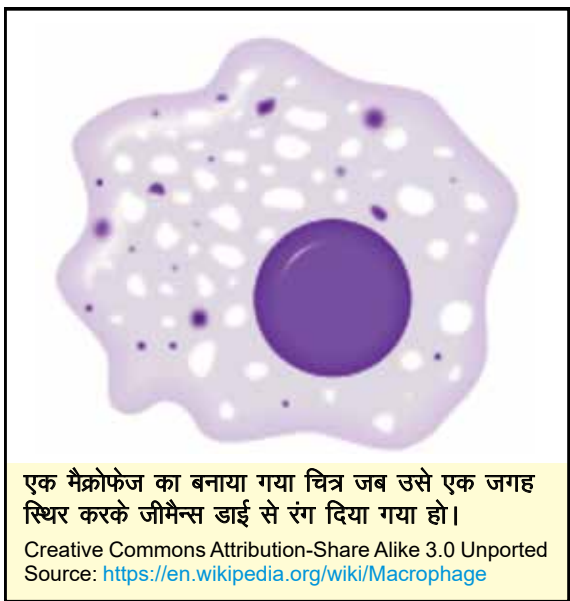 एक मैक्रोफेज का बनाया गया चित्र जब उसे एक जगह
स्थिर करके जीमैन्स डाई से रंग दिया गया हो।
Creative Commons Attribution-Share Alike 3.0 Unported
Source: https://en.wikipedia.org/wiki/Macrophage